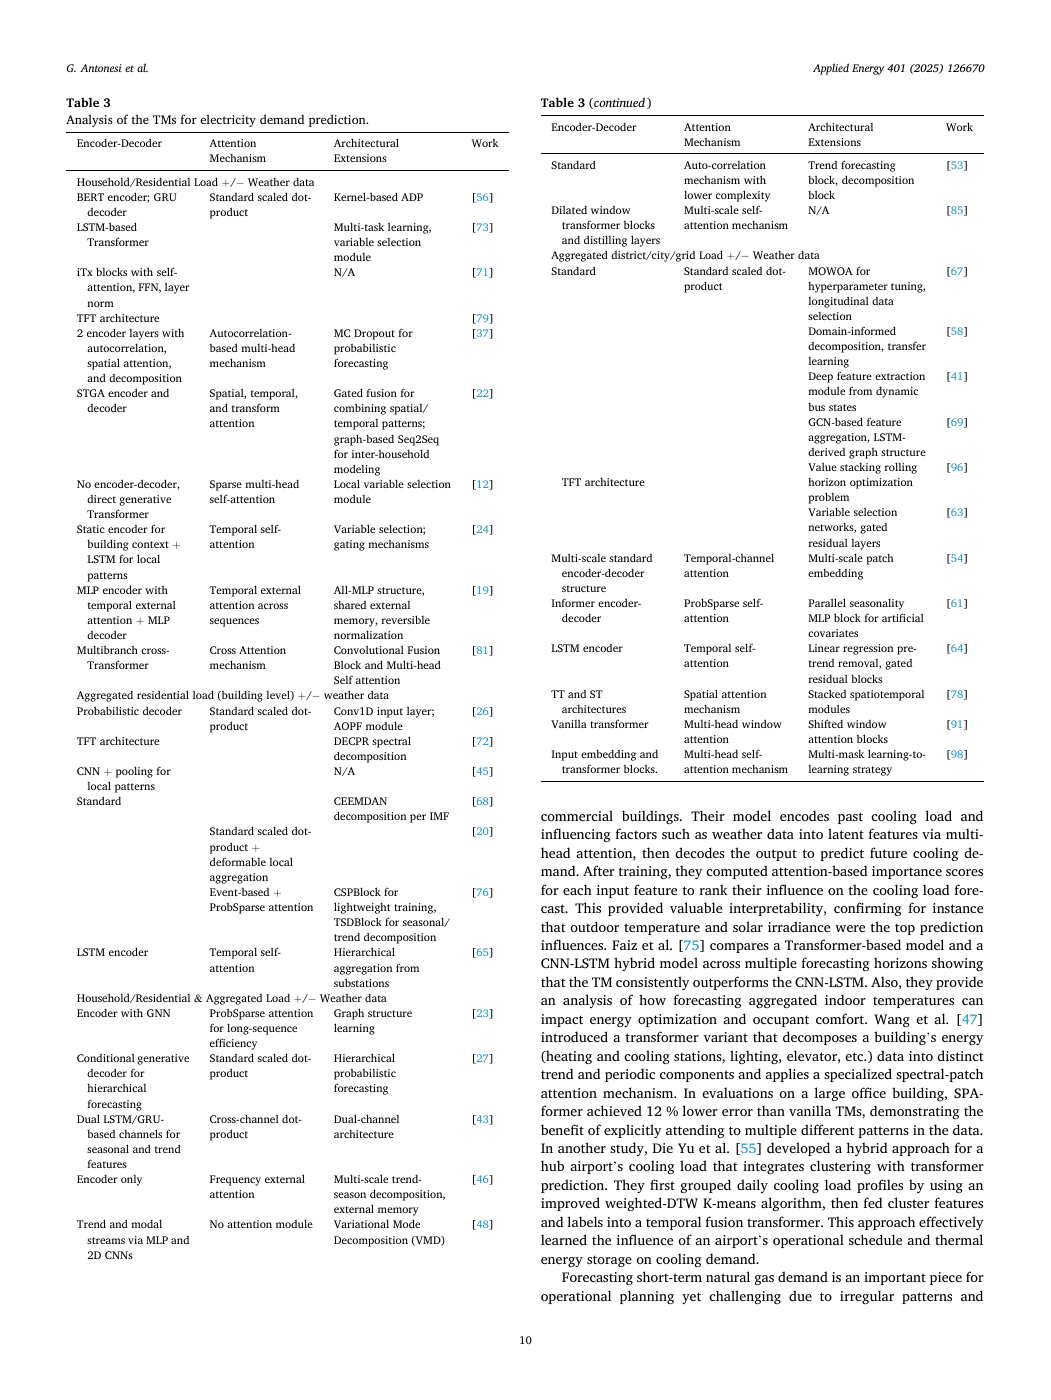 G. Antonesi et al.
Applied Energy 401 (2025) 126670
Table 3
Analysis of the TMs for electricity demand prediction.
Encoder-Decoder Attention Mechanism Architectural Extensions Work
Household/Residential Load +/− Weather data
BERT encoder; GRU decoder Standard scaled dot-product Kernel-based ADP [56]
LSTM-based Transformer Multi-task learning, variable selection module [73]
iTx blocks with self-attention, FFN, layer norm N/A [71]
TFT architecture [79]
2 encoder layers with autocorrelation, spatial attention, and decomposition Autocorrelation-based multi-head mechanism MC Dropout for probabilistic forecasting [37]
STGA encoder and decoder Spatial, temporal, and transform attention Gated fusion for combining spatial/temporal patterns; graph-based Seq2Seq for inter-household modeling [22]
No encoder-decoder, direct generative Transformer Sparse multi-head self-attention Local variable selection module [12]
Static encoder for building context + LSTM for local patterns Temporal self-attention Variable selection; gating mechanisms [24]
MLP encoder with temporal external attention + MLP decoder Temporal external attention across sequences All-MLP structure, shared external memory, reversible normalization [19]
Multibranch cross-Transformer Cross Attention mechanism Convolutional Fusion Block and Multi-head Self attention [81]
Aggregated residential load (building level) +/− weather data
Probabilistic decoder Standard scaled dot-product Conv1D input layer; AOPF module [26]
TFT architecture DECPR spectral decomposition [72]
CNN + pooling for local patterns N/A [45]
Standard CEEMDAN decomposition per IMF [68]
Standard scaled dot-product + deformable local aggregation [20]
Event-based + ProbSparse attention CSPBlock for lightweight training, TSDBlock for seasonal/trend decomposition [76]
LSTM encoder Temporal self-attention Hierarchical aggregation from substations [65]
Household/Residential & Aggregated Load +/− Weather data
Encoder with GNN ProbSparse attention for long-sequence efficiency Graph structure learning [23]
Conditional generative decoder for hierarchical forecasting Standard scaled dot-product Hierarchical probabilistic forecasting [27]
Dual LSTM/GRU-based channels for seasonal and trend features Cross-channel dot-product Dual-channel architecture [43]
Encoder only Frequency external attention Multi-scale trend-season decomposition, external memory [46]
Trend and modal streams via MLP and 2D CNNs No attention module Variational Mode Decomposition (VMD) [48]
Table 3 (continued)
Encoder-Decoder Attention Mechanism Architectural Extensions Work
Standard Auto-correlation mechanism with lower complexity Trend forecasting block, decomposition block [53]
Dilated window transformer blocks and distilling layers Multi-scale self-attention mechanism N/A [85]
Aggregated district/city/grid Load +/− Weather data
Standard Standard scaled dot-product MOWOA for hyperparameter tuning, longitudinal data selection [67]
Domain-informed decomposition, transfer learning [58]
Deep feature extraction module from dynamic bus states [41]
GCN-based feature aggregation, LSTM-derived graph structure [69]
Value stacking rolling horizon optimization problem [96]
TFT architecture
Variable selection networks, gated residual layers [63]
Multi-scale standard encoder-decoder structure Temporal-channel attention Multi-scale patch embedding [54]
Informer encoder-decoder ProbSparse self-attention Parallel seasonality MLP block for artificial covariates [61]
LSTM encoder Temporal self-attention Linear regression pre-trend removal, gated residual blocks [64]
TT and ST architectures Spatial attention mechanism Stacked spatiotemporal modules [78]
Vanilla transformer Multi-head window attention Shifted window attention blocks [91]
Input embedding and transformer blocks. Multi-head self-attention mechanism Multi-mask learning-to-learning strategy [98]
commercial buildings. Their model encodes past cooling load and
influencing factors such as weather data into latent features via multi-
head attention, then decodes the output to predict future cooling de-
mand. After training, they computed attention-based importance scores
for each input feature to rank their influence on the cooling load fore-
cast. This provided valuable interpretability, confirming for instance
that outdoor temperature and solar irradiance were the top prediction
influences. Faiz et al. [75] compares a Transformer-based model and a
CNN-LSTM hybrid model across multiple forecasting horizons showing
that the TM consistently outperforms the CNN-LSTM. Also, they provide
an analysis of how forecasting aggregated indoor temperatures can
impact energy optimization and occupant comfort. Wang et al. [47]
introduced a transformer variant that decomposes a building's energy
(heating and cooling stations, lighting, elevator, etc.) data into distinct
trend and periodic components and applies a specialized spectral-patch
attention mechanism. In evaluations on a large office building, SPA-
former achieved 12 % lower error than vanilla TMs, demonstrating the
benefit of explicitly attending to multiple different patterns in the data.
In another study, Die Yu et al. [55] developed a hybrid approach for a
hub airport's cooling load that integrates clustering with transformer
prediction. They first grouped daily cooling load profiles by using an
improved weighted-DTW K-means algorithm, then fed cluster features
and labels into a temporal fusion transformer. This approach effectively
learned the influence of an airport's operational schedule and thermal
energy storage on cooling demand.
Forecasting short-term natural gas demand is an important piece for
operational planning yet challenging due to irregular patterns and
10